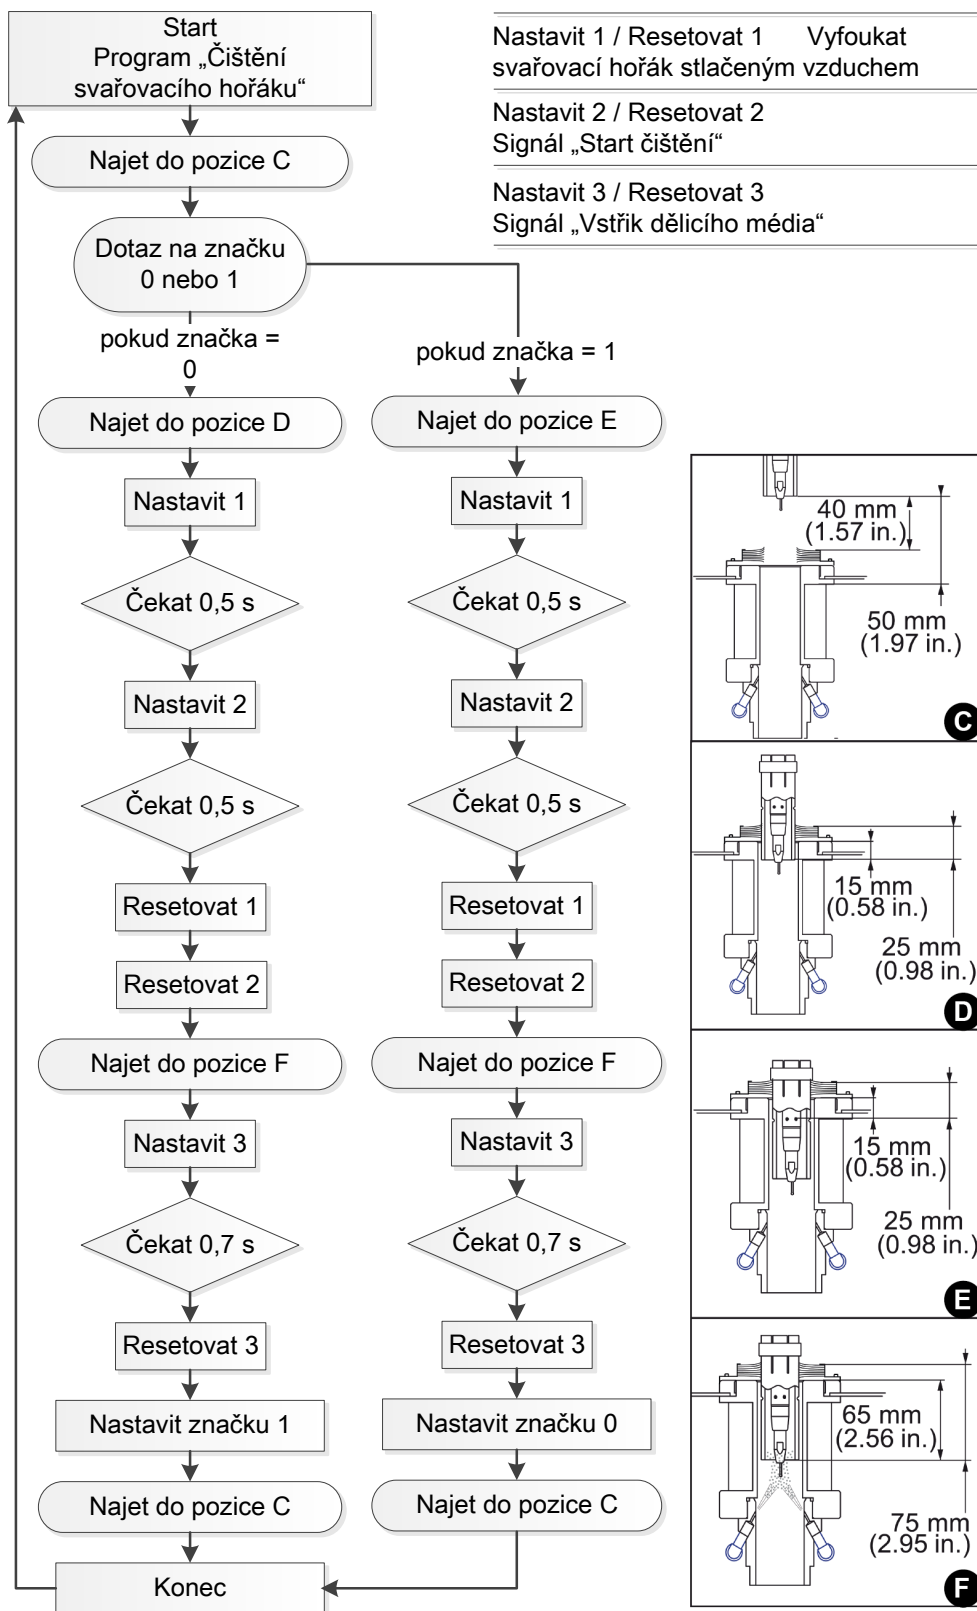 Start
Program „Čištění
svařovacího hořáku“
Najet do pozice C
Dotaz na značku
0 nebo 1
pokud značka =
0
Najet do pozice D
Nastavit 1
Čekat 0,5 s
Nastavit 2
Čekat 0,5 s
Resetovat 1
Resetovat 2
Najet do pozice F
Nastavit 3
Čekat 0,7 s
Resetovat 3
Nastavit značku 1
Najet do pozice C
Konec
pokud značka = 1
Najet do pozice E
Nastavit 1
Čekat 0,5 s
Nastavit 2
Čekat 0,5 s
Resetovat 1
Resetovat 2
Najet do pozice F
Nastavit 3
Čekat 0,7 s
Resetovat 3
Nastavit značku 0
Najet do pozice C
Nastavit 1 / Resetovat 1 Vyfoukat
svařovací hořák stlačeným vzduchem
Nastavit 2 / Resetovat 2
Signál „Start čištění“
Nastavit 3 / Resetovat 3
Signál „Vstřik dělicího média“
40 mm
(1.57 in.)
50 mm
(1.97 in.)
C
15 mm
(0.58 in.)
25 mm
(0.98 in.)
D
15 mm
(0.58 in.)
25 mm
(0.98 in.)
E
65 mm
(2.56 in.)
75 mm
(2.95 in.)
F